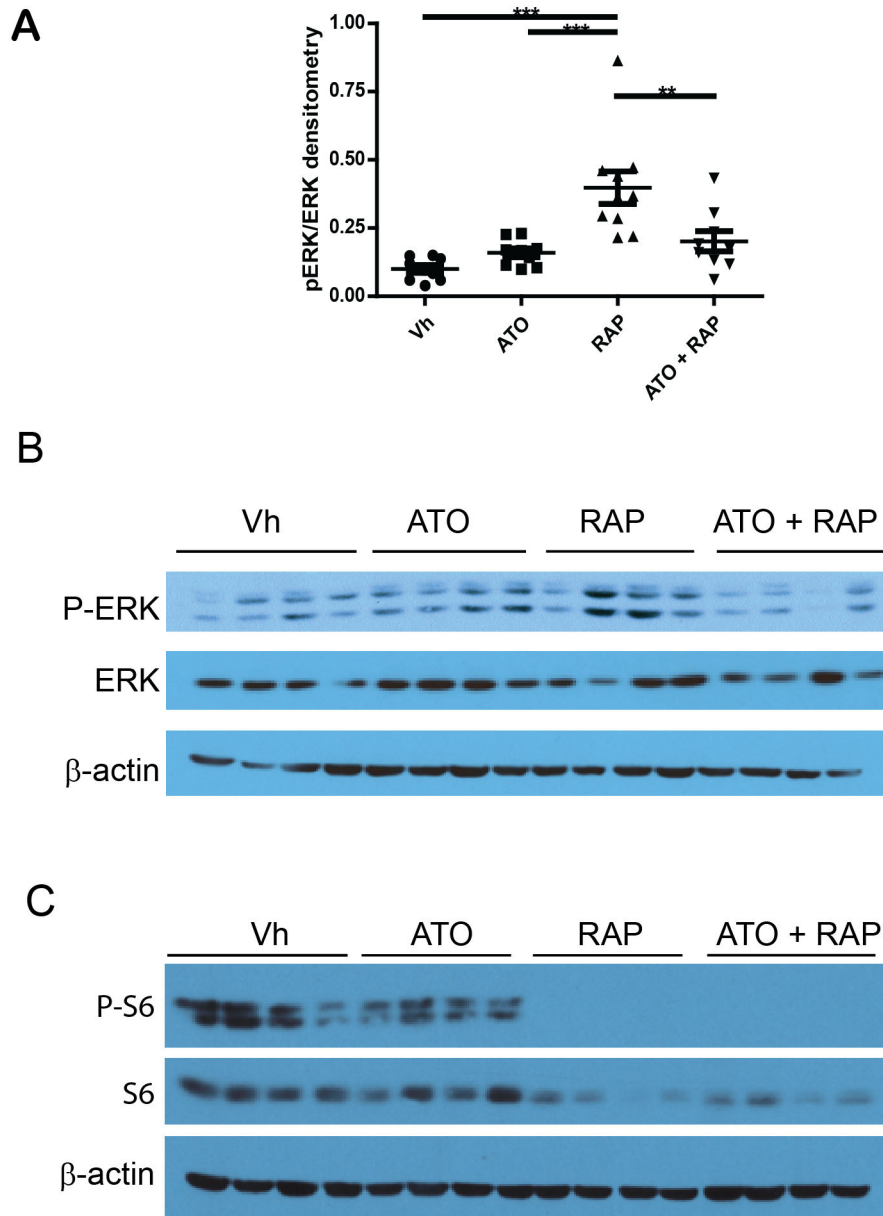 A
***
***
**
pERK/ERK densitometry
1.00
0.75
0.50
0.25
0.00
Vh
ATO
RAP
ATO + RAP
B
Vh ATO RAP ATO + RAP
P-ERK
ERK
β-actin
C
Vh ATO RAP ATO + RAP
P-S6
S6
β-actin